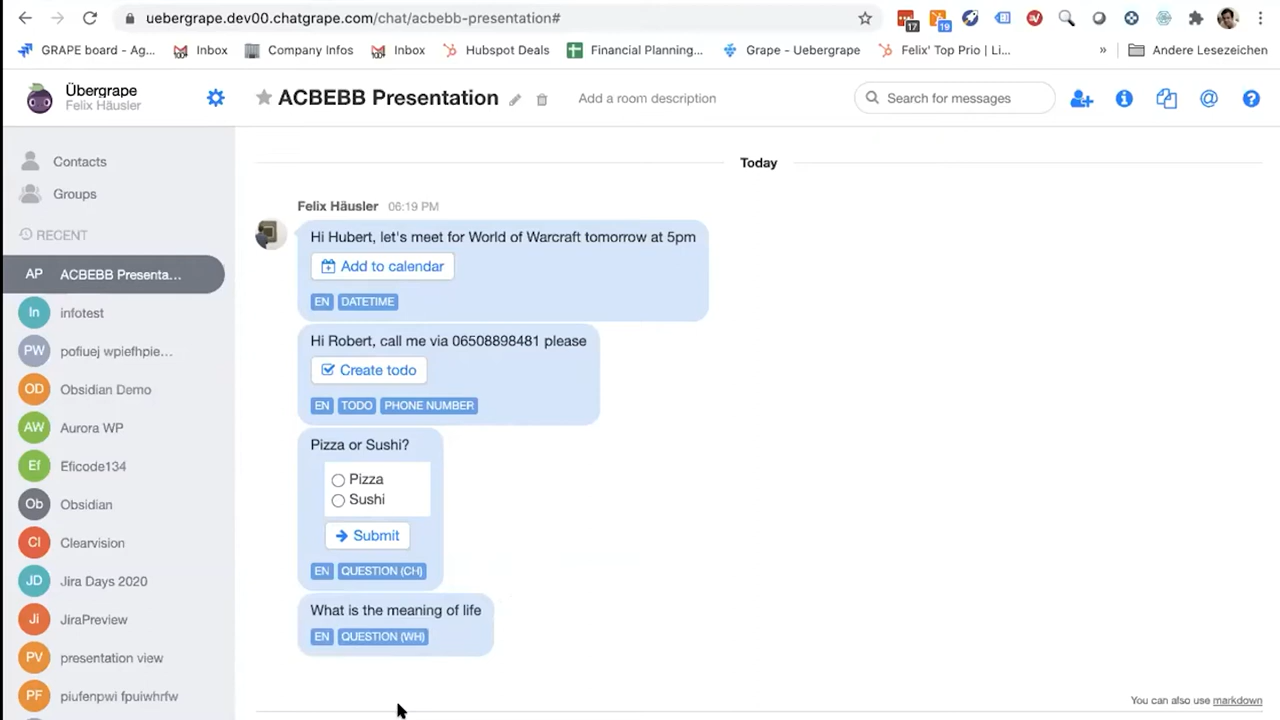 uebergrape.dev00.chatgrape.com/chat/acbebb-presentation#
17
19
GRAPE board - Ag...
Inbox
Company Infos
Inbox
Hubspot Deals
Financial Planning...
Grape - Uebergrape
Felix' Top Prio | Li...
»
Andere Lesezeichen
Übergrape
Felix Häusler
ACBEBB Presentation
Add a room description
Search for messages
Contacts
Groups
RECENT
AP ACBEBB Presenta...
In infotest
PW pofiuej wpiefhpie...
OD Obsidian Demo
AW Aurora WP
Ef Eficode134
Ob Obsidian
Cl Clearvision
JD Jira Days 2020
Ji JiraPreview
PV presentation view
PF piufenpwi fpuiwhrfw
Today
Felix Häusler 06:19 PM
Hi Hubert, let's meet for World of Warcraft tomorrow at 5pm
Add to calendar
EN DATETIME
Hi Robert, call me via 06508898481 please
Create todo
EN TODO PHONE NUMBER
Pizza or Sushi?
Pizza
Sushi
Submit
EN QUESTION (CH)
What is the meaning of life
EN QUESTION (WH)
You can also use markdown